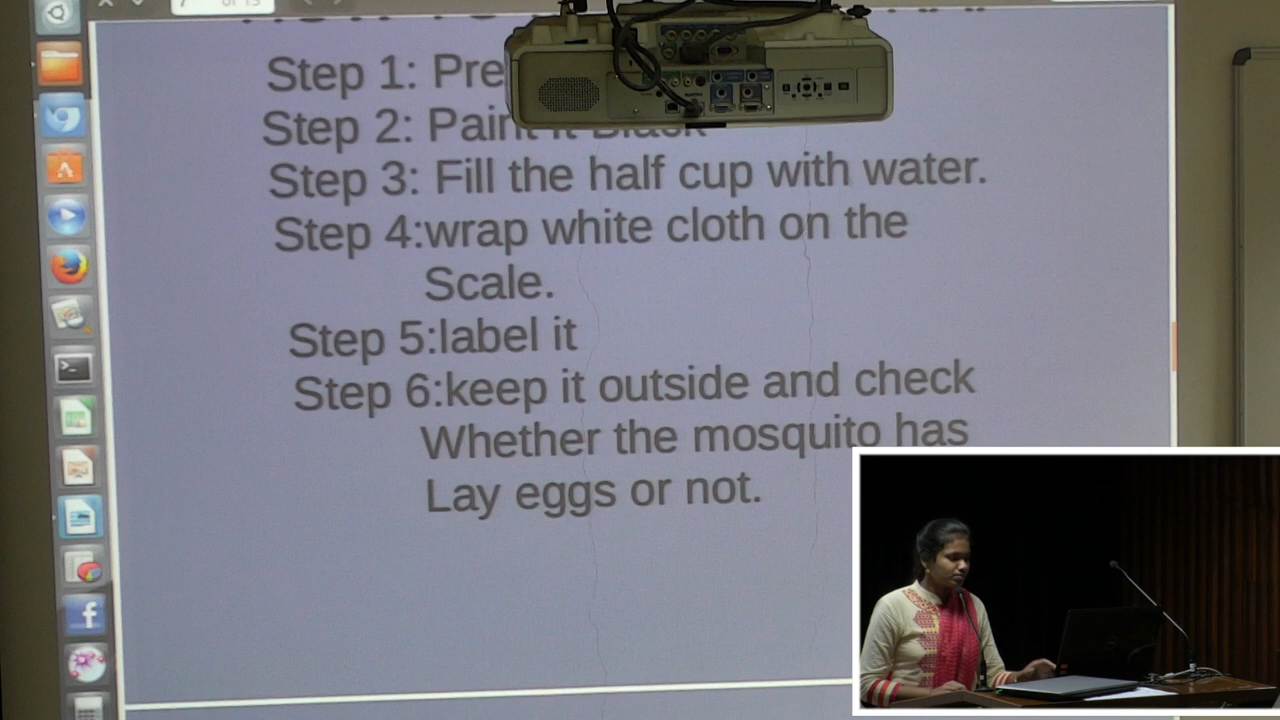 of 13
Step 1: Pre
Step 2: Paint it Black
Step 3: Fill the half cup with water.
Step 4:wrap white cloth on the
Scale.
Step 5:label it
Step 6:keep it outside and check
Whether the mosquito has
Lay eggs or not.